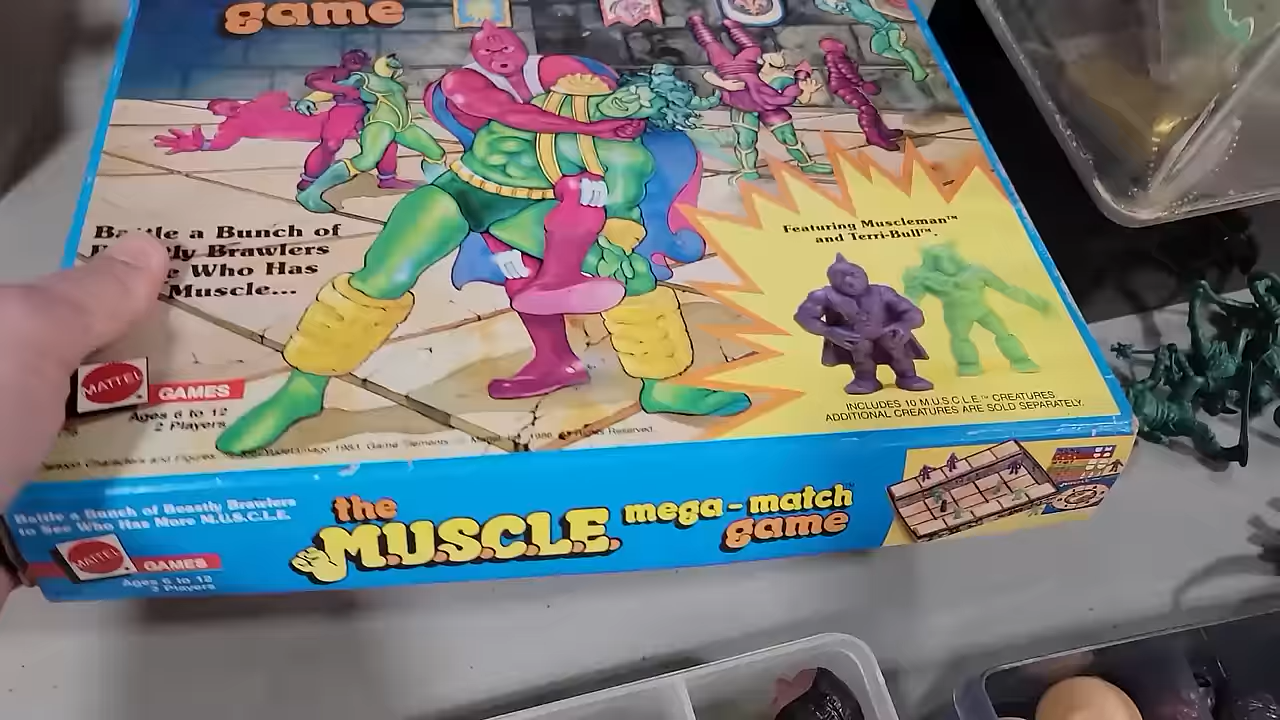 game
Battle a Bunch of
Brawlers
Who Has
Muscle...
MATTEL
GAMES
Ages 6 to 12
2 Players
Featuring Muscleman™
and Terri-Bull™.
INCLUDES 10 M.U.S.C.L.E.™ CREATURES
ADDITIONAL CREATURES ARE SOLD SEPARATELY.
Battle a Bunch of Beastly Brawlers
to See Who Has More M.U.S.C.L.E.
MATTEL
GAMES
Ages 6 to 12
2 Players
the
M.U.S.C.L.E.
mega-match
game